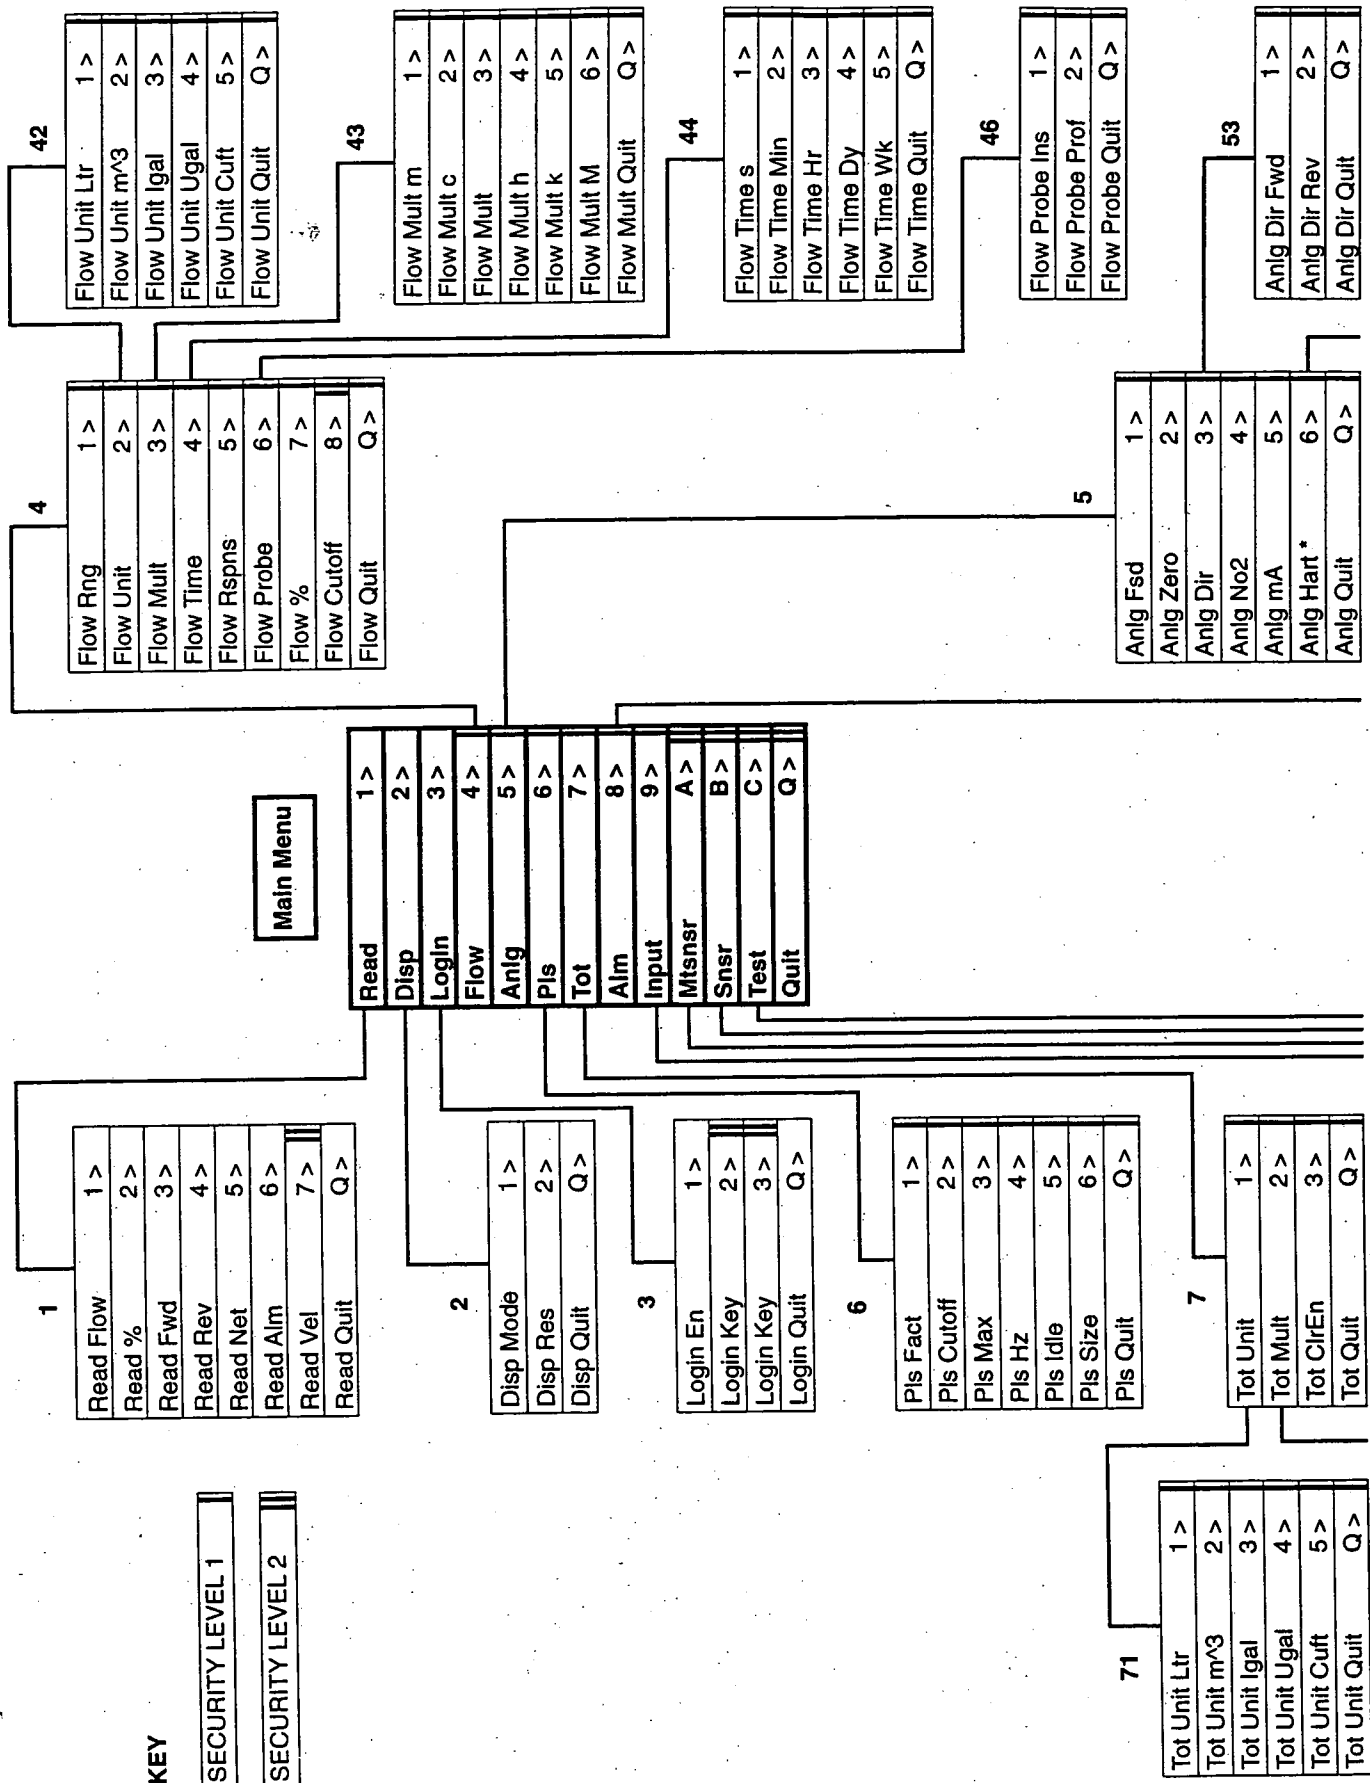 KEY
SECURITY LEVEL 1
SECURITY LEVEL 2
Main Menu
Read 1 >
Disp 2 >
Login 3 >
Flow 4 >
Anlg 5 >
Pls 6 >
Tot 7 >
Alm 8 >
Input 9 >
Mtsnsr A >
Snsr B >
Test C >
Quit Q >
1
Read Flow 1 >
Read % 2 >
Read Fwd 3 >
Read Rev 4 >
Read Net 5 >
Read Alm 6 >
Read Vel 7 >
Read Quit Q >
2
Disp Mode 1 >
Disp Res 2 >
Disp Quit Q >
3
Login En 1 >
Login Key 2 >
Login Key 3 >
Login Quit Q >
6
Pls Fact 1 >
Pls Cutoff 2 >
Pls Max 3 >
Pls Hz 4 >
Pls Idle 5 >
Pls Size 6 >
Pls Quit Q >
7
Tot Unit 1 >
Tot Mult 2 >
Tot ClrEn 3 >
Tot Quit Q >
71
Tot Unit Ltr 1 >
Tot Unit m^3 2 >
Tot Unit Igal 3 >
Tot Unit Ugal 4 >
Tot Unit Cuft 5 >
Tot Unit Quit Q >
4
Flow Rng 1 >
Flow Unit 2 >
Flow Mult 3 >
Flow Time 4 >
Flow Rspns 5 >
Flow Probe 6 >
Flow % 7 >
Flow Cutoff 8 >
Flow Quit Q >
42
Flow Unit Ltr 1 >
Flow Unit m^3 2 >
Flow Unit Igal 3 >
Flow Unit Ugal 4 >
Flow Unit Cuft 5 >
Flow Unit Quit Q >
43
Flow Mult m 1 >
Flow Mult c 2 >
Flow Mult 3 >
Flow Mult h 4 >
Flow Mult k 5 >
Flow Mult M 6 >
Flow Mult Quit Q >
44
Flow Time s 1 >
Flow Time Min 2 >
Flow Time Hr 3 >
Flow Time Dy 4 >
Flow Time Wk 5 >
Flow Time Quit Q >
46
Flow Probe Ins 1 >
Flow Probe Prof 2 >
Flow Probe Quit Q >
5
Anlg Fsd 1 >
Anlg Zero 2 >
Anlg Dir 3 >
Anlg No2 4 >
Anlg mA 5 >
Anlg Hart * 6 >
Anlg Quit Q >
53
Anlg Dir Fwd 1 >
Anlg Dir Rev 2 >
Anlg Dir Quit Q >